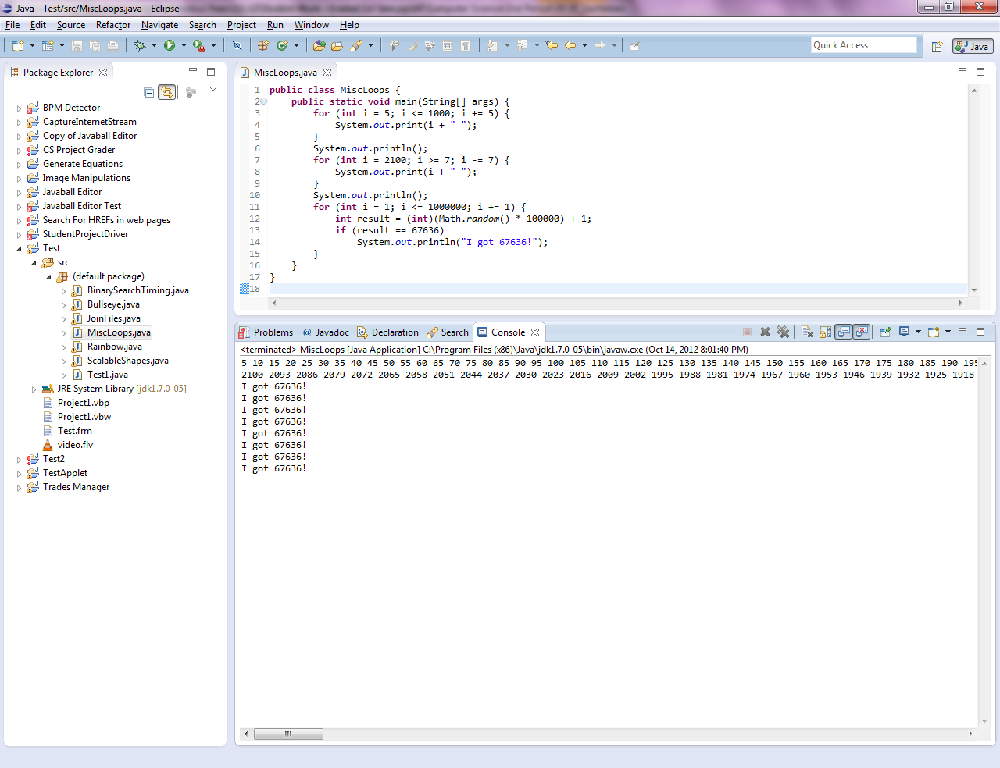 Java - Test/src/MiscLoops.java - Eclipse
File Edit Source Refactor Navigate Search Project Run Window Help
Quick Access
Java
Package Explorer
BPM Detector
CaptureInternetStream
Copy of Javaball Editor
CS Project Grader
Generate Equations
Image Manipulations
Javaball Editor
Javaball Editor Test
Search For HREFs in web pages
StudentProjectDriver
Test
src
(default package)
BinarySearchTiming.java
Bullseye.java
JoinFiles.java
MiscLoops.java
Rainbow.java
ScalableShapes.java
Test1.java
JRE System Library [jdk1.7.0_05]
Project1.vbp
Project1.vbw
Test.frm
video.flv
Test2
TestApplet
Trades Manager
MiscLoops.java
1 public class MiscLoops {
2 public static void main(String[] args) {
3 for (int i = 5; i <= 1000; i += 5) {
4 System.out.print(i + " ");
5 }
6 System.out.println();
7 for (int i = 2100; i >= 7; i -= 7) {
8 System.out.print(i + " ");
9 }
10 System.out.println();
11 for (int i = 1; i <= 1000000; i += 1) {
12 int result = (int)(Math.random() * 100000) + 1;
13 if (result == 67636)
14 System.out.println("I got 67636!");
15 }
16 }
17 }
18
Problems @ Javadoc Declaration Search Console
<terminated> MiscLoops [Java Application] C:\Program Files (x86)\Java\jdk1.7.0_05\bin\javaw.exe (Oct 14, 2012 8:01:40 PM)
5 10 15 20 25 30 35 40 45 50 55 60 65 70 75 80 85 90 95 100 105 110 115 120 125 130 135 140 145 150 155 160 165 170 175 180 185 190 195
2100 2093 2086 2079 2072 2065 2058 2051 2044 2037 2030 2023 2016 2009 2002 1995 1988 1981 1974 1967 1960 1953 1946 1939 1932 1925 1918
I got 67636!
I got 67636!
I got 67636!
I got 67636!
I got 67636!
I got 67636!
I got 67636!
I got 67636!